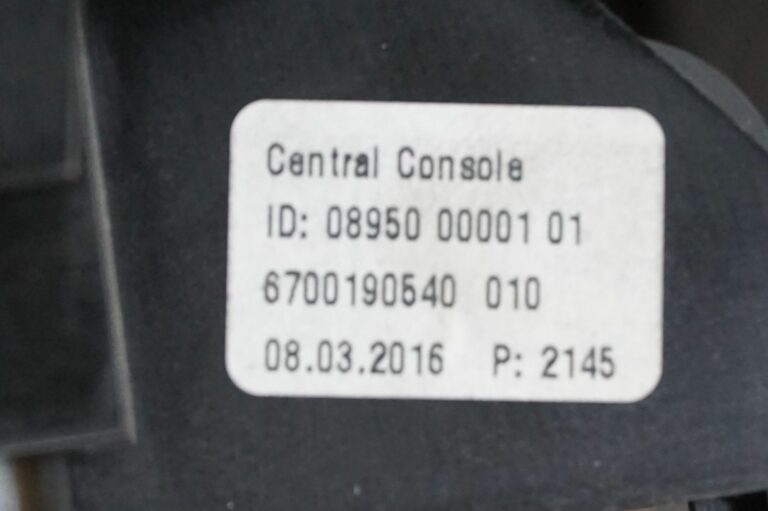 Central Console
ID: 08950 00001 01
6700190540 010
08.03.2016 P: 2145